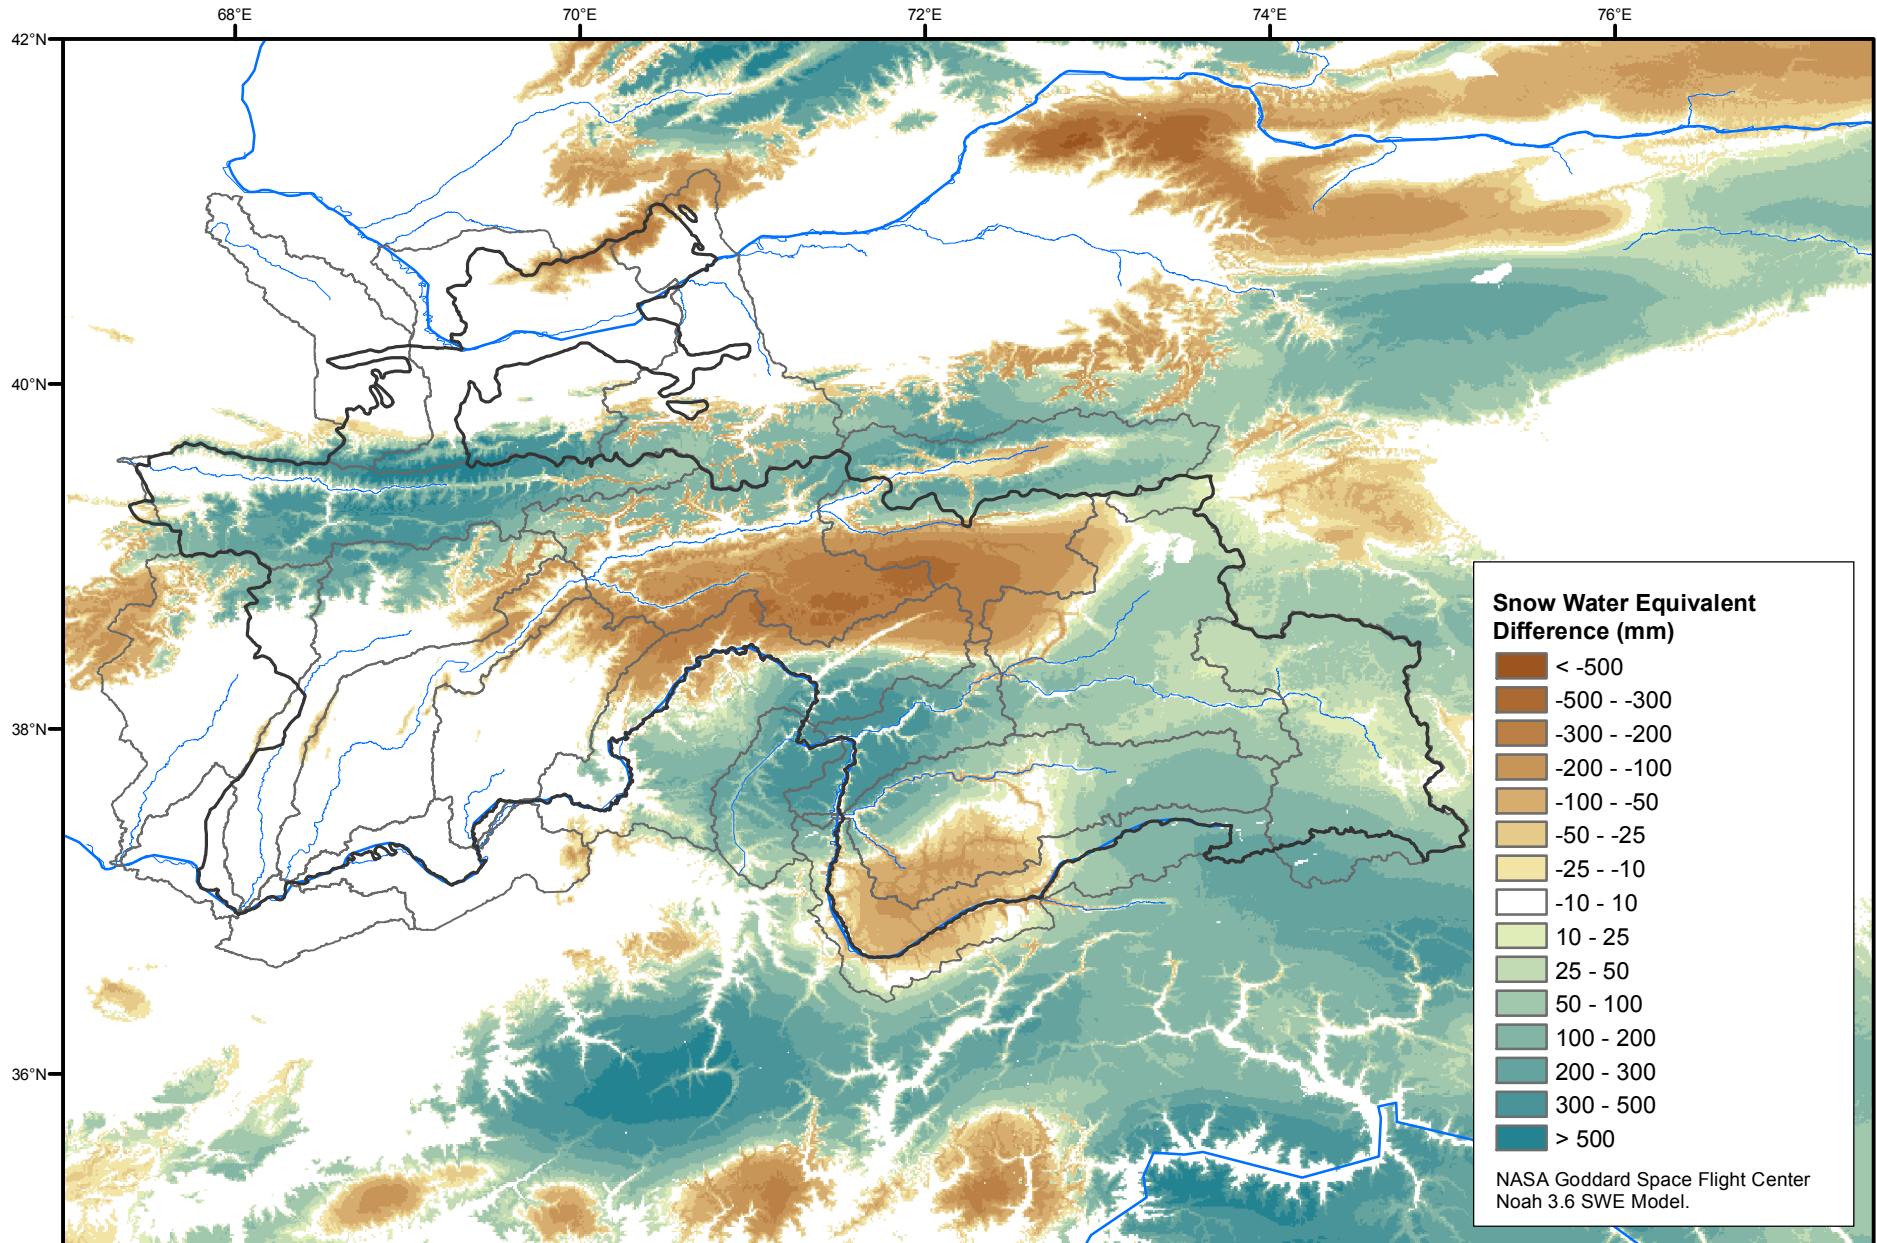 68°E 70°E 72°E 74°E 76°E
42°N
40°N
38°N
36°N
Snow Water Equivalent
Difference (mm)
< -500
-500 - -300
-300 - -200
-200 - -100
-100 - -50
-50 - -25
-25 - -10
-10 - 10
10 - 25
25 - 50
50 - 100
100 - 200
200 - 300
300 - 500
> 500
NASA Goddard Space Flight Center
Noah 3.6 SWE Model.